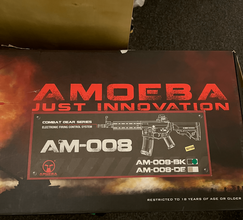 AMOEBA
JUST INNOVATION
COMBAT GEAR SERIES
ELECTRONIC FIRING CONTROL SYSTEM
AM-008
AM-008-BK
AM-008-DE
RESTRICTED TO 18 YEARS OF AGE OR OLDER